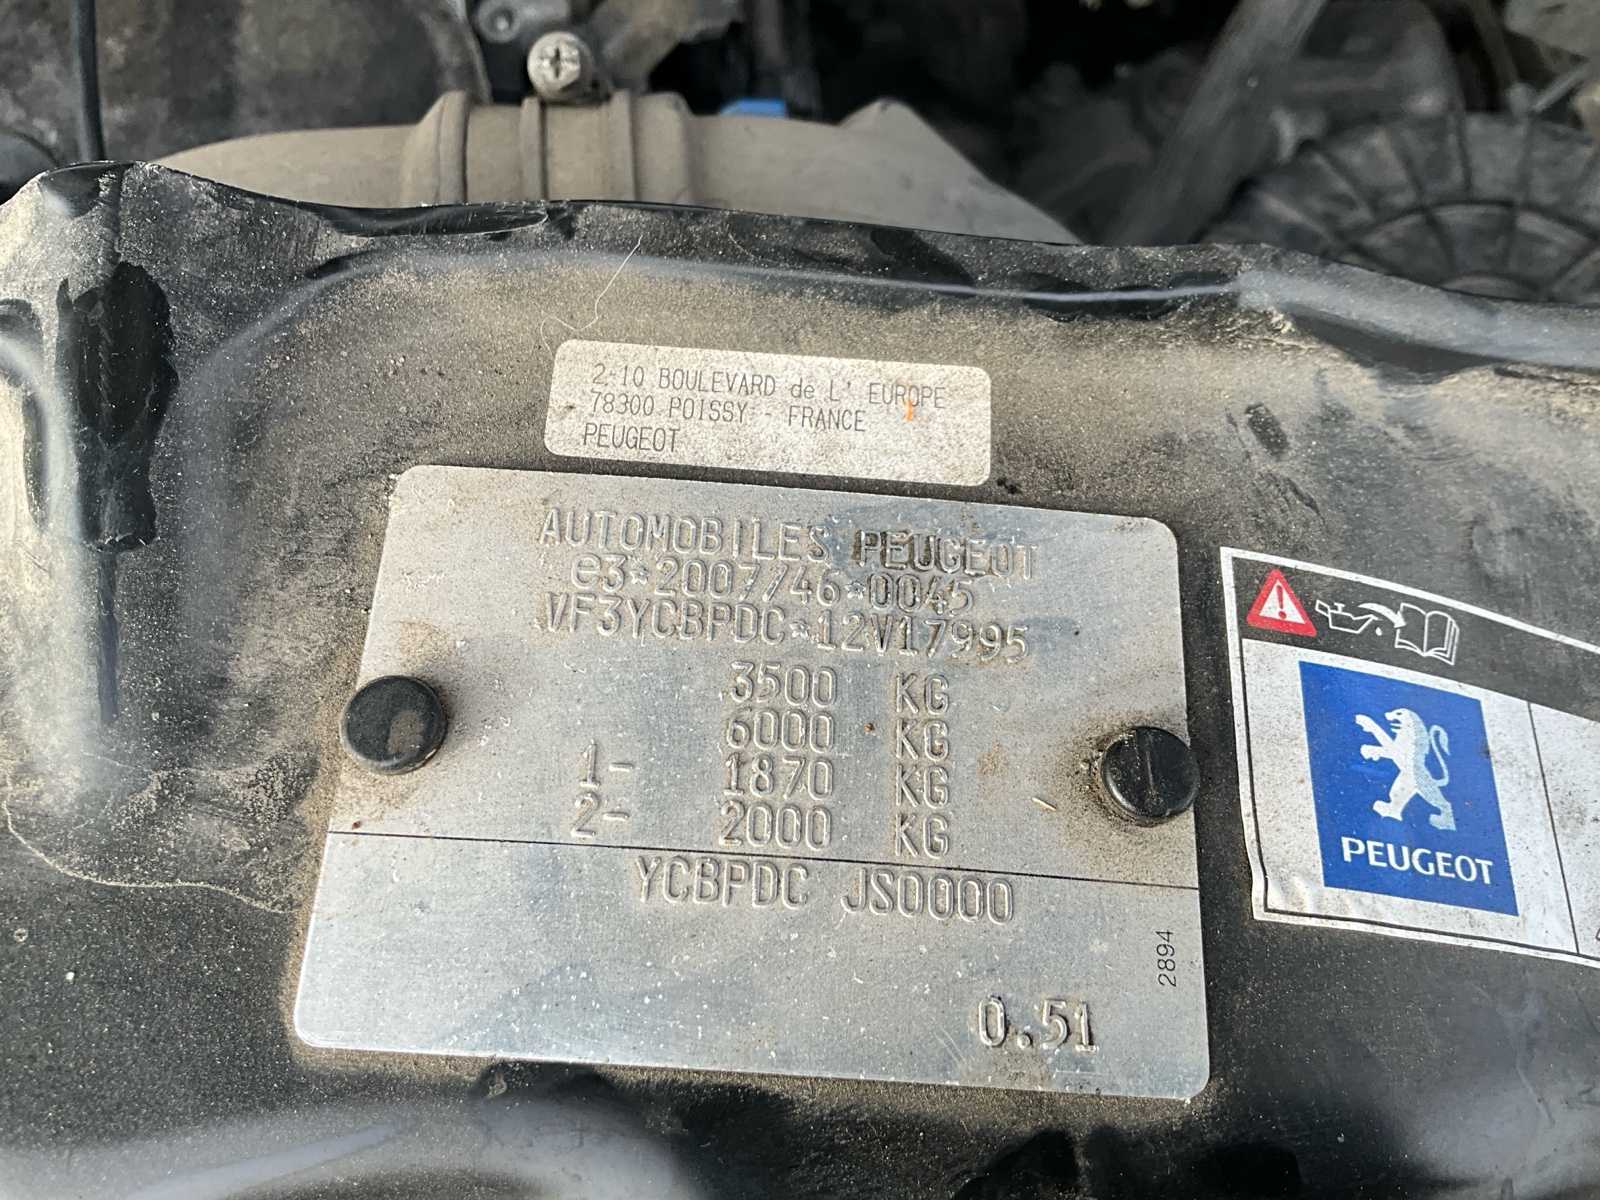 2-10 BOULEVARD de L' EUROPE
78300 POISSY - FRANCE
PEUGEOT
AUTOMOBILES PEUGEOT
e3*2007/46*0045
VF3YCBPDC*12V17995
3500 KG
6000 KG
1- 1870 KG
2- 2000 KG
YCBPDC JS0000
2894
0.51
PEUGEOT